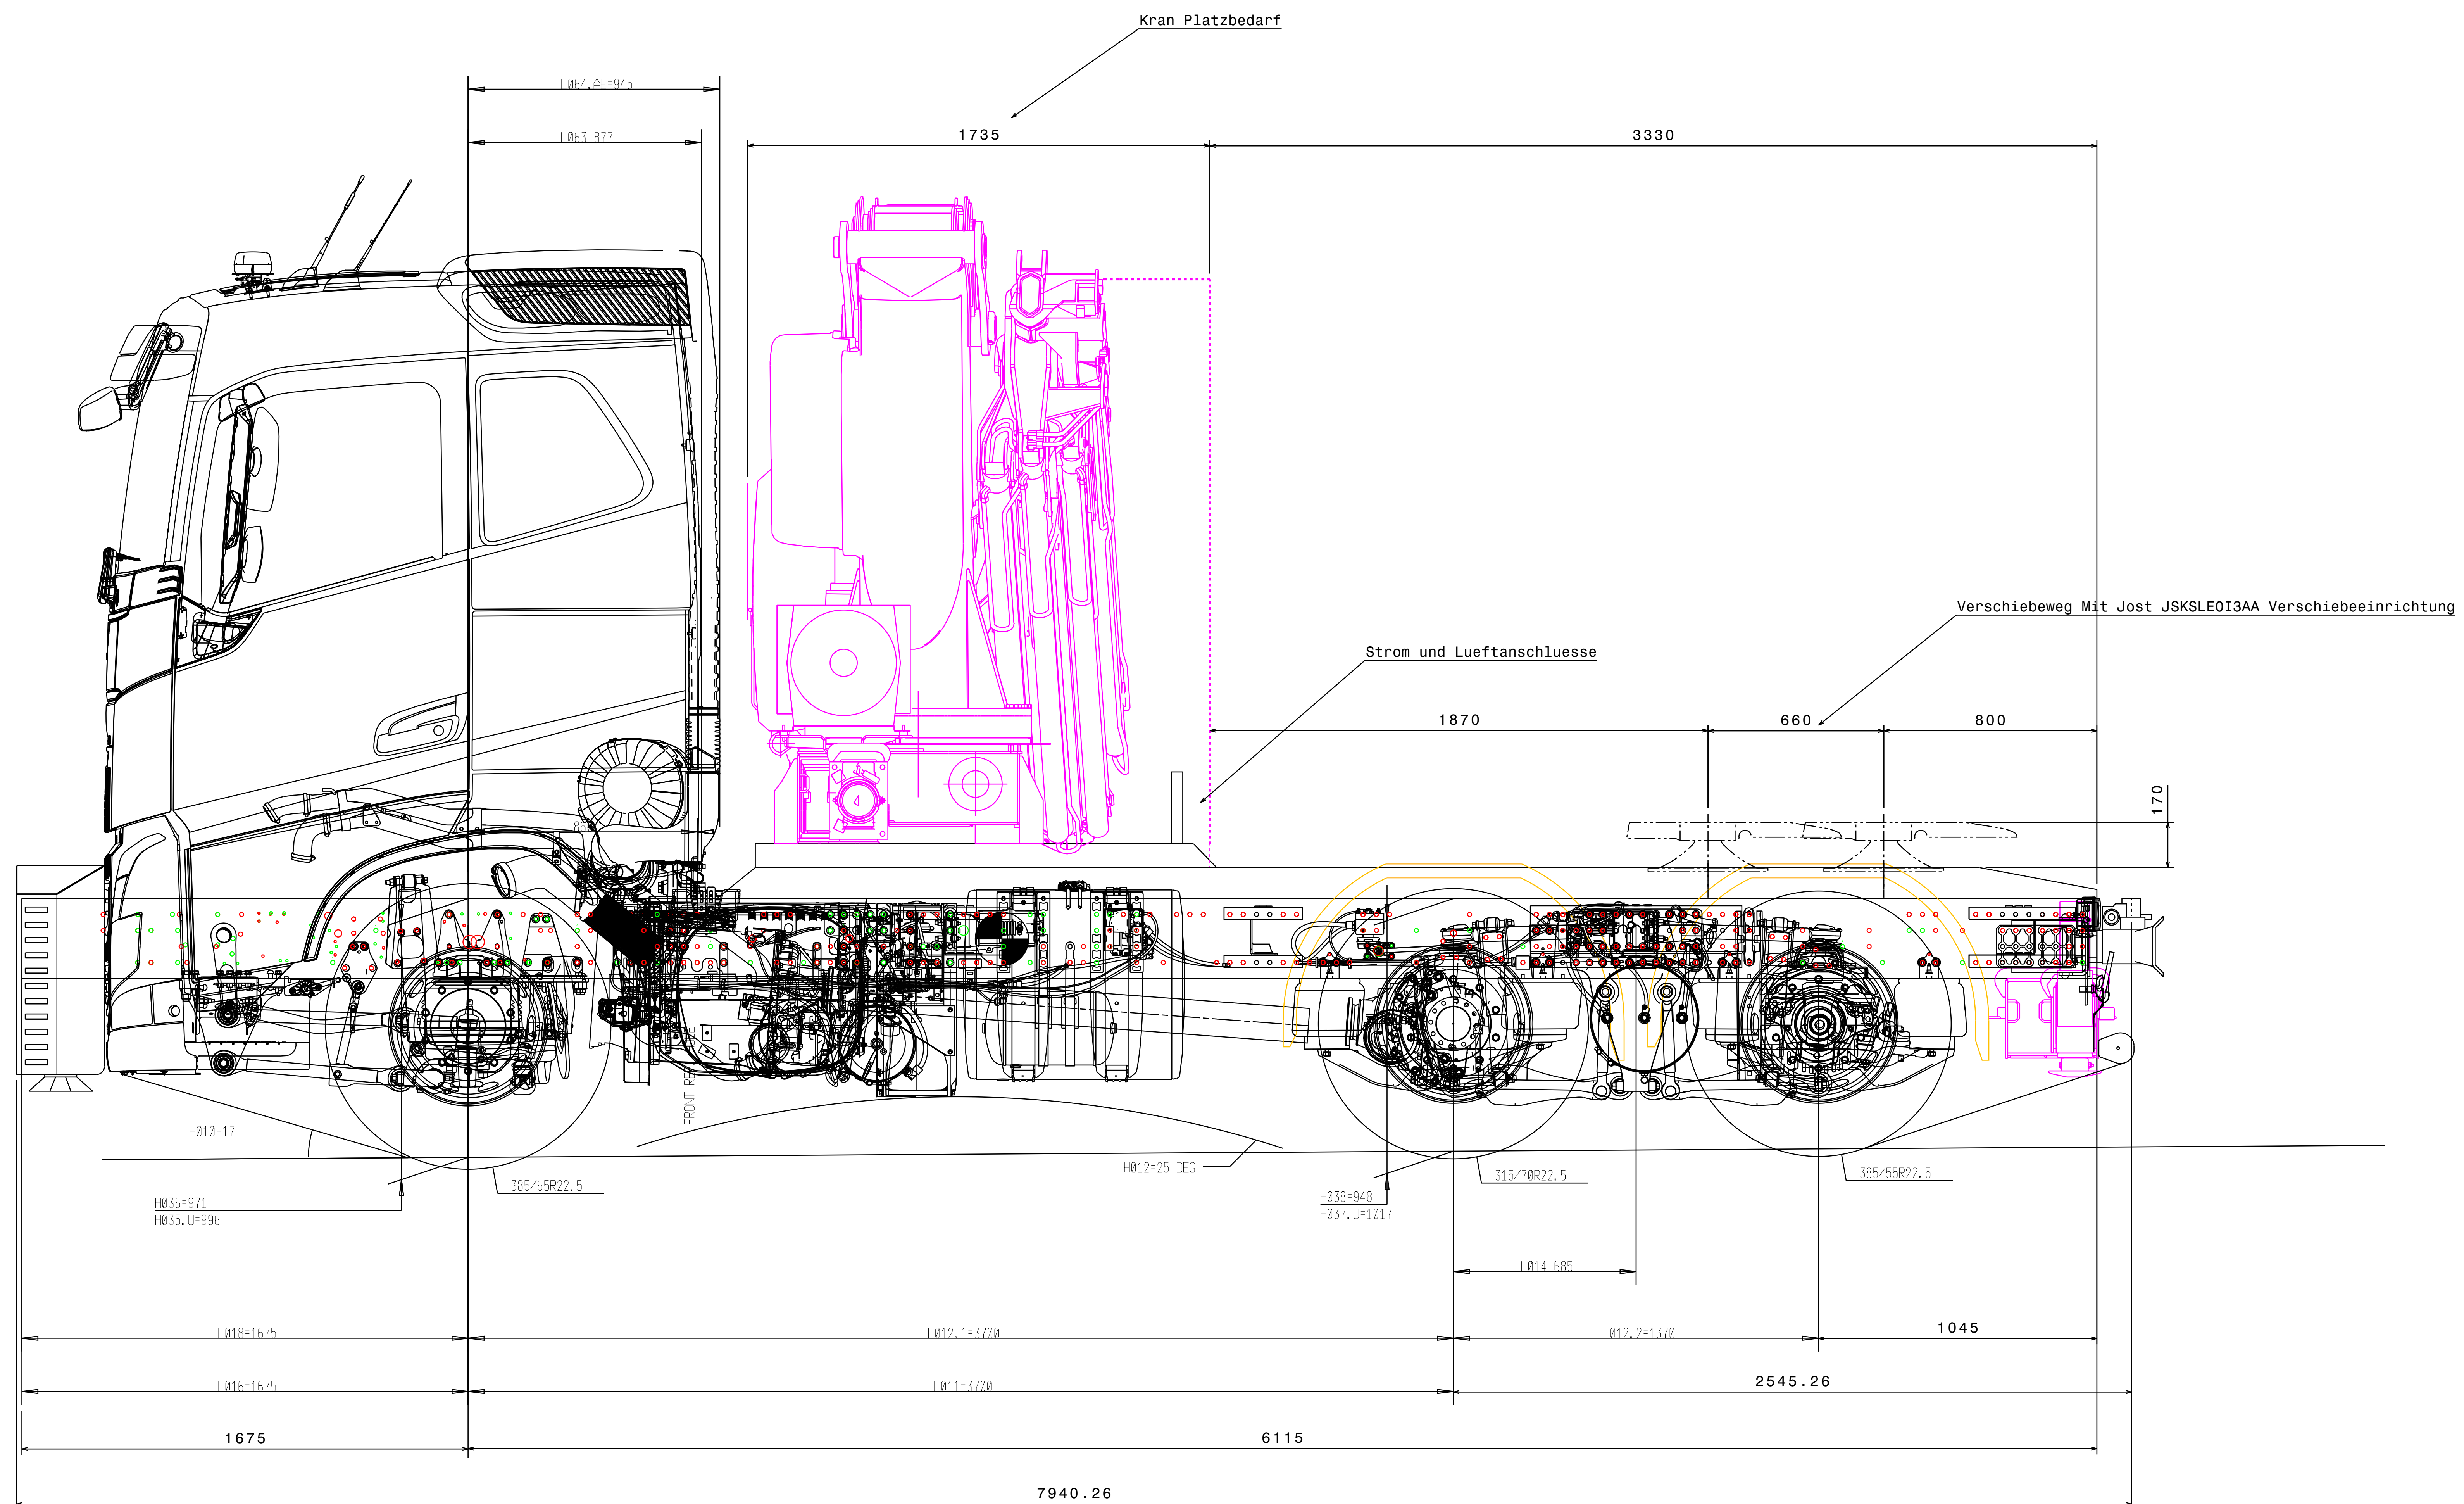 Kran Platzbedarf
L064.AF=945
L063=877
1735
3330
Verschiebeweg Mit Jost JSKSLE0I3AA Verschiebeeinrichtung
Strom und Lueftanschluesse
1870
660
800
170
H010=17
FRONT
H012=25 DEG
385/65R22.5
315/70R22.5
385/55R22.5
H036=971
H035.U=996
H038=948
H037.U=1017
L014=685
L018=1675
L012.1=3700
L012.2=1370
1045
L016=1675
L011=3700
2545.26
1675
6115
7940.26